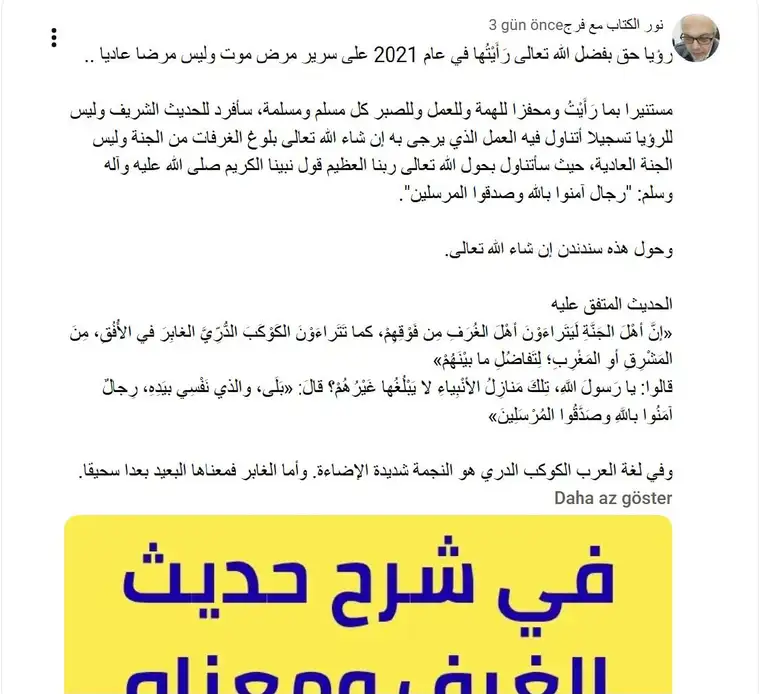 نور الكتاب مع فرج 3 gün önce
رؤيا حق بفضل الله تعالى رَأَيْتُها في عام 2021 على سرير مرض موت وليس مرضا عاديا ..
مستنيرا بما رَأَيْتُ ومحفزا للهمة وللعمل وللصبر كل مسلم ومسلمة، سأفرد للحديث الشريف وليس
للرؤيا تسجيلا أتناول فيه العمل الذي يرجى به إن شاء الله تعالى بلوغ الغرفات من الجنة وليس
الجنة العادية، حيث سأتناول بحول الله تعالى ربنا العظيم قول نبينا الكريم صلى الله عليه وآله
وسلم: "رجال آمنوا بالله وصدقوا المرسلين".
وحول هذه سندندن إن شاء الله تعالى.
الحديث المتفق عليه
«إنَّ أهْلَ الجَنَّةِ لَيَتَراءَوْنَ أهْلَ الغُرَفِ مِن فَوْقِهِمْ، كما تَتَراءَوْنَ الكَوْكَبَ الدُّرِّيَّ الغابِرَ في الأُفُقِ، مِنَ
المَشْرِقِ أوِ المَغْرِبِ؛ لِتَفاضُلِ ما بيْنَهُمْ»
قالوا: يا رَسولَ اللَّهِ، تِلكَ مَنازِلُ الأنْبِياءِ لا يَبْلُغُها غَيْرُهُمْ؟ قالَ: «بَلَى، والذي نَفْسِي بيَدِهِ، رِجالٌ
آمَنُوا باللَّهِ وصَدَّقُوا المُرْسَلِينَ»
وفي لغة العرب الكوكب الدري هو النجمة شديدة الإضاءة. وأما الغابر فمعناها البعيد بعدا سحيقا.
Daha az göster
في شرح حديث
الغرف ومعناه